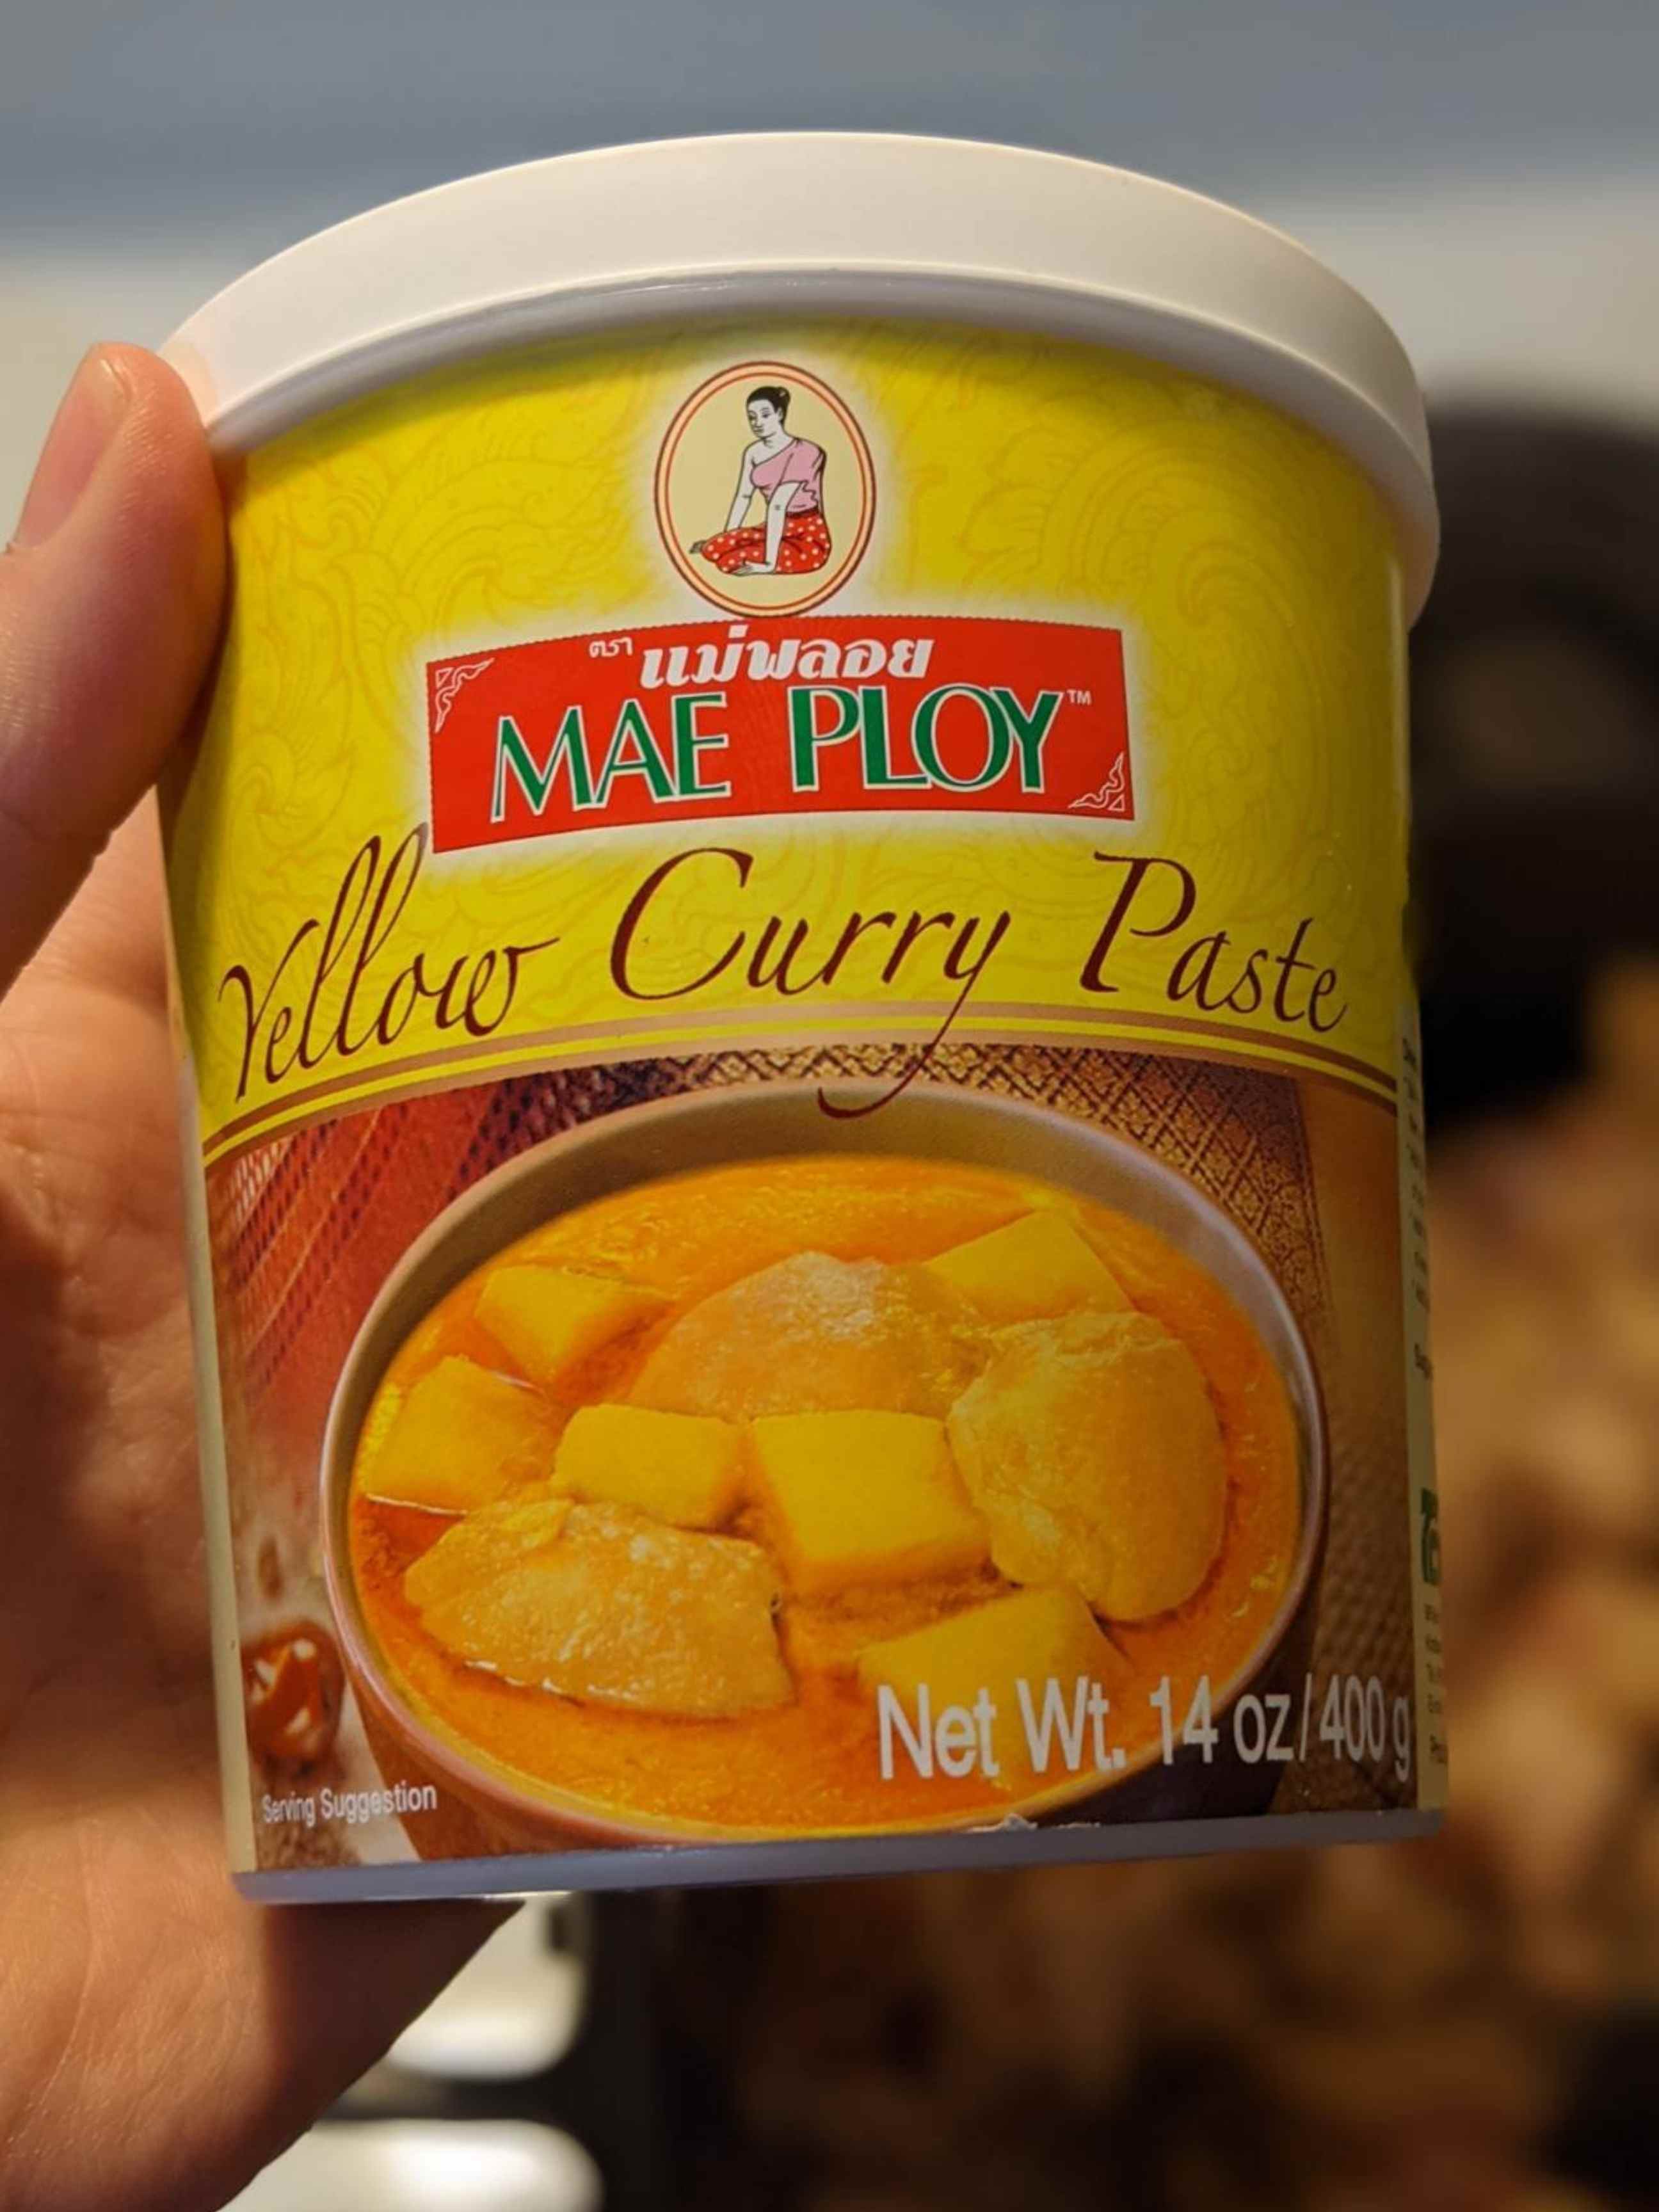 ตรา แม่พลอย
MAE PLOY™
Yellow Curry Paste
Net Wt. 14 oz/400 g
Serving Suggestion